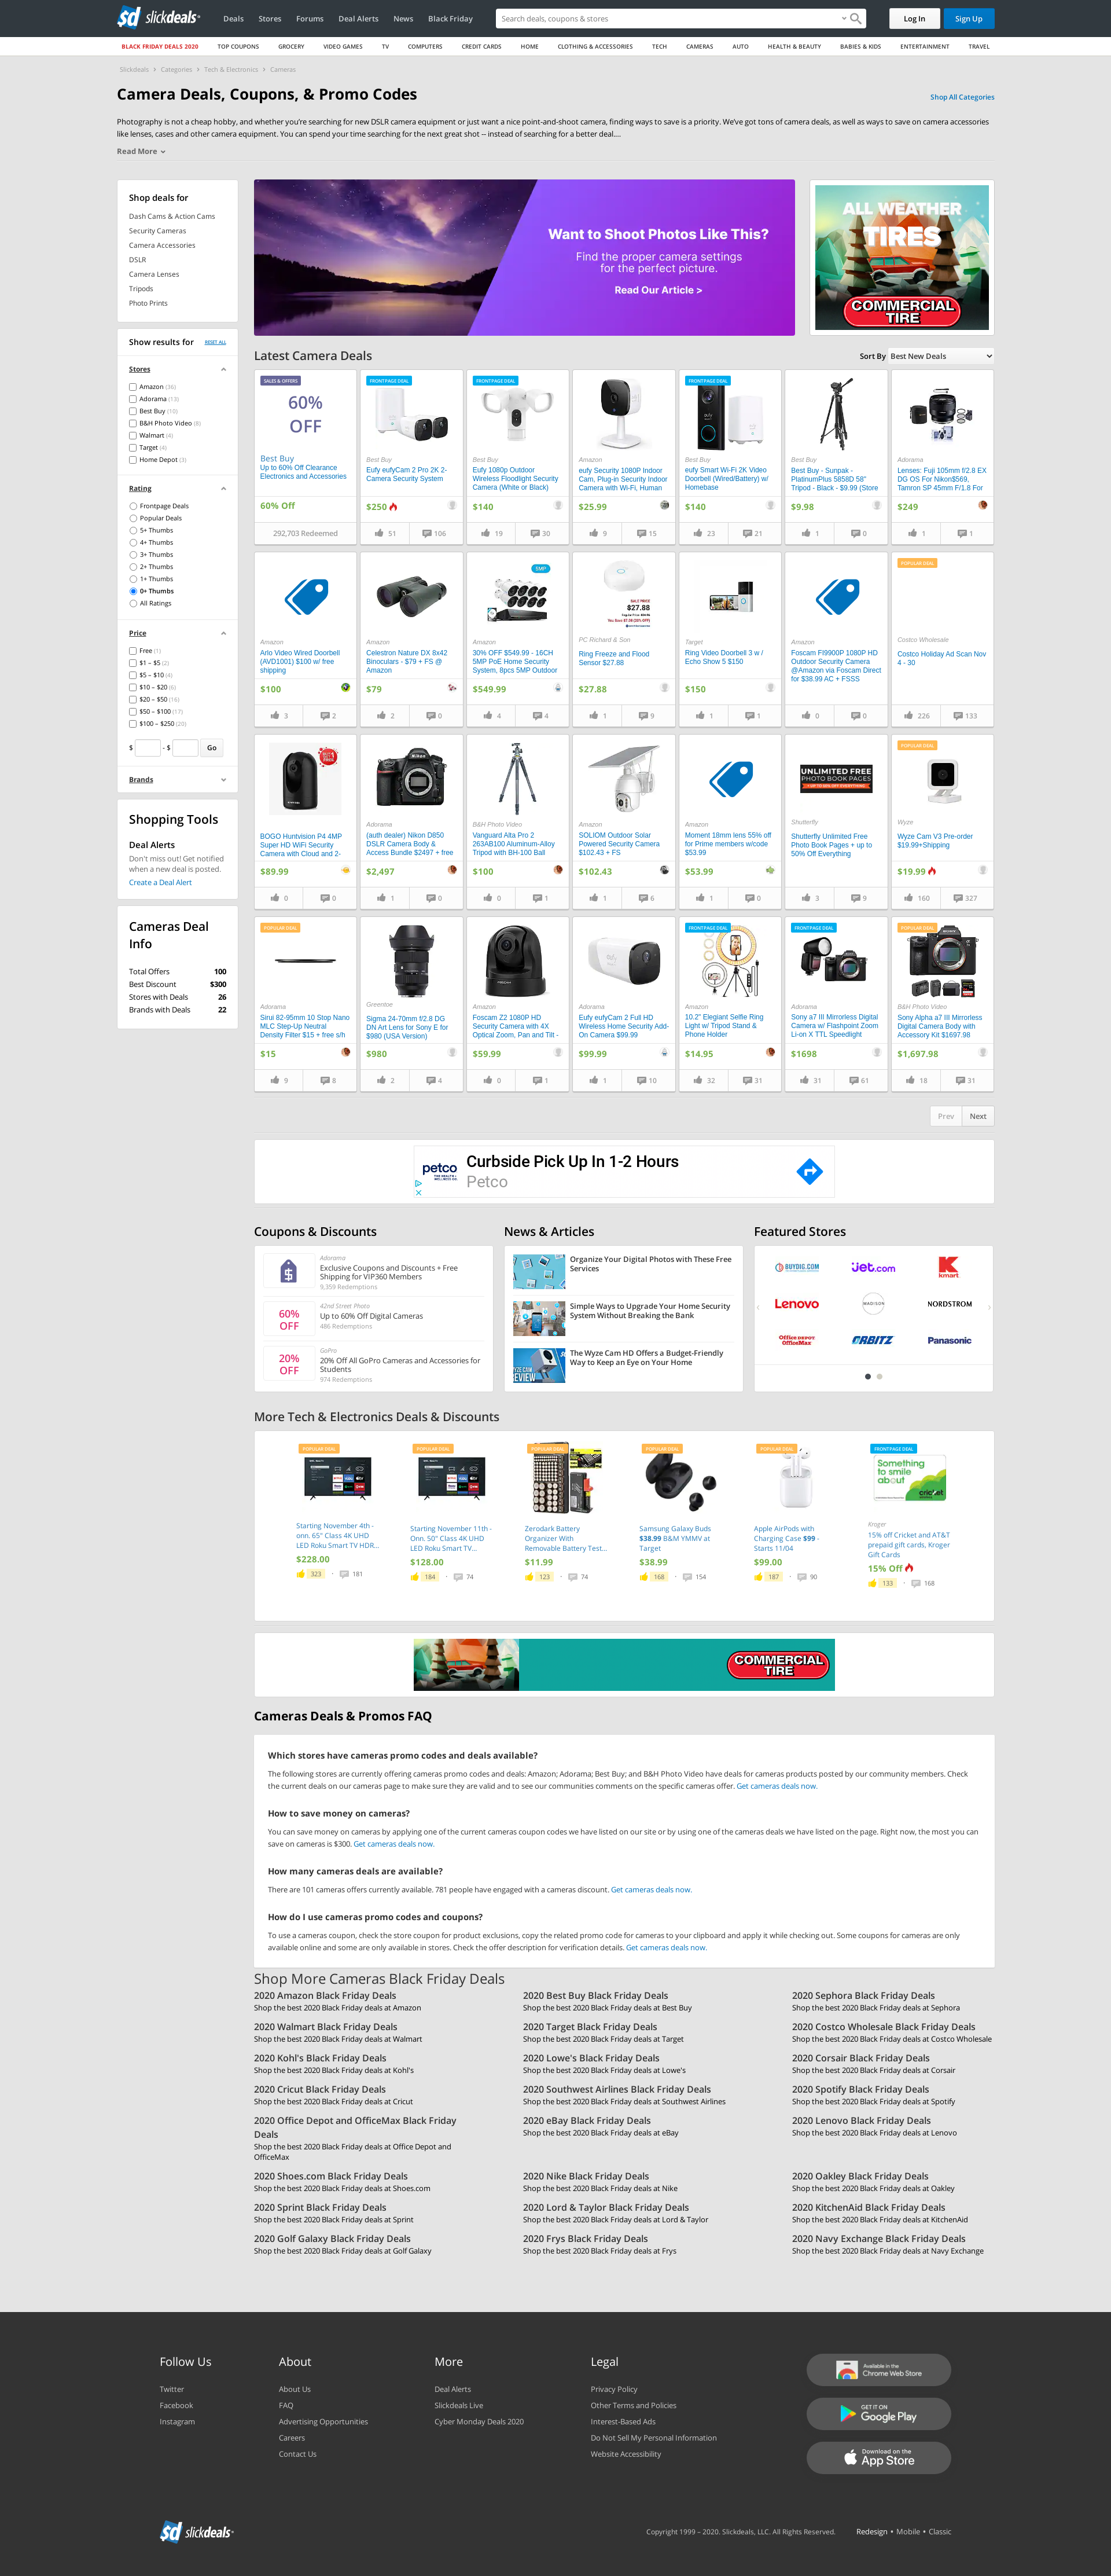 slickdeals
Deals
Stores
Forums
Deal Alerts
News
Black Friday
Search deals, coupons & stores
Log In
Sign Up
BLACK FRIDAY DEALS 2020
TOP COUPONS
GROCERY
VIDEO GAMES
TV
COMPUTERS
CREDIT CARDS
HOME
CLOTHING & ACCESSORIES
TECH
CAMERAS
AUTO
HEALTH & BEAUTY
BABIES & KIDS
ENTERTAINMENT
TRAVEL
Slickdeals > Categories > Tech & Electronics > Cameras
Camera Deals, Coupons, & Promo Codes
Shop All Categories
Photography is not a cheap hobby, and whether you're searching for new DSLR camera equipment or just want a nice point-and-shoot camera, finding ways to save is a priority. We've got tons of camera deals, as well as ways to save on camera accessories
like lenses, cases and other camera equipment. You can spend your time searching for the next great shot -- instead of searching for a better deal....
Read More
Shop deals for
Dash Cams & Action Cams
Security Cameras
Camera Accessories
DSLR
Camera Lenses
Tripods
Photo Prints
Show results for
RESET ALL
Stores
Amazon (36)
Adorama (13)
Best Buy (10)
B&H Photo Video (8)
Walmart (4)
Target (4)
Home Depot (3)
Rating
Frontpage Deals
Popular Deals
5+ Thumbs
4+ Thumbs
3+ Thumbs
2+ Thumbs
1+ Thumbs
0+ Thumbs
All Ratings
Price
Free (1)
$1 – $5 (2)
$5 – $10 (4)
$10 – $20 (6)
$20 – $50 (16)
$50 – $100 (17)
$100 – $250 (20)
$ - $ Go
Brands
Shopping Tools
Deal Alerts
Don't miss out! Get notified
when a new deal is posted.
Create a Deal Alert
Cameras Deal
Info
Total Offers 100
Best Discount $300
Stores with Deals 26
Brands with Deals 22
Want to Shoot Photos Like This?
Find the proper camera settings
for the perfect picture.
Read Our Article >
ALL WEATHER
TIRES
COMMERCIAL
TIRE
Latest Camera Deals
Sort By Best New Deals
SALES & OFFERS
60%
OFF
Best Buy
Up to 60% Off Clearance
Electronics and Accessories
60% Off
292,703 Redeemed
FRONTPAGE DEAL
Best Buy
Eufy eufyCam 2 Pro 2K 2-
Camera Security System
$250
51 106
FRONTPAGE DEAL
Best Buy
Eufy 1080p Outdoor
Wireless Floodlight Security
Camera (White or Black)
$140
19 30
Amazon
eufy Security 1080P Indoor
Cam, Plug-in Security Indoor
Camera with Wi-Fi, Human
$25.99
9 15
FRONTPAGE DEAL
Best Buy
eufy Smart Wi-Fi 2K Video
Doorbell (Wired/Battery) w/
Homebase
$140
23 21
Best Buy
Best Buy - Sunpak -
PlatinumPlus 5858D 58"
Tripod - Black - $9.99 (Store
$9.98
1 0
Adorama
Lenses: Fuji 105mm f/2.8 EX
DG OS For Nikon$569,
Tamron SP 45mm F/1.8 For
$249
1 1
Amazon
Arlo Video Wired Doorbell
(AVD1001) $100 w/ free
shipping
$100
3 2
Amazon
Celestron Nature DX 8x42
Binoculars - $79 + FS @
Amazon
$79
2 0
5MP
Amazon
30% OFF $549.99 - 16CH
5MP PoE Home Security
System, 8pcs 5MP Outdoor
$549.99
4 4
SALE PRICE
$27.88
PC Richard & Son
Ring Freeze and Flood
Sensor $27.88
$27.88
1 9
Target
Ring Video Doorbell 3 w /
Echo Show 5 $150
$150
1 1
Amazon
Foscam FI9900P 1080P HD
Outdoor Security Camera
@Amazon via Foscam Direct
for $38.99 AC + FSSS
0 0
POPULAR DEAL
Costco Wholesale
Costco Holiday Ad Scan Nov
4 - 30
226 133
BOGO Huntvision P4 4MP
Super HD WiFi Security
Camera with Cloud and 2-
$89.99
0 0
Adorama
(auth dealer) Nikon D850
DSLR Camera Body &
Access Bundle $2497 + free
$2,497
1 0
B&H Photo Video
Vanguard Alta Pro 2
263AB100 Aluminum-Alloy
Tripod with BH-100 Ball
$100
0 1
Amazon
SOLIOM Outdoor Solar
Powered Security Camera
$102.43 + FS
$102.43
1 6
Amazon
Moment 18mm lens 55% off
for Prime members w/code
$53.99
$53.99
1 0
UNLIMITED FREE
PHOTO BOOK PAGES
Shutterfly
Shutterfly Unlimited Free
Photo Book Pages + up to
50% Off Everything
3 9
POPULAR DEAL
Wyze
Wyze Cam V3 Pre-order
$19.99+Shipping
$19.99
160 327
POPULAR DEAL
Adorama
Sirui 82-95mm 10 Stop Nano
MLC Step-Up Neutral
Density Filter $15 + free s/h
$15
9 8
Greentoe
Sigma 24-70mm f/2.8 DG
DN Art Lens for Sony E for
$980 (USA Version)
$980
2 4
Amazon
Foscam Z2 1080P HD
Security Camera with 4X
Optical Zoom, Pan and Tilt -
$59.99
0 1
Adorama
Eufy eufyCam 2 Full HD
Wireless Home Security Add-
On Camera $99.99
$99.99
1 10
FRONTPAGE DEAL
Amazon
10.2" Elegiant Selfie Ring
Light w/ Tripod Stand &
Phone Holder
$14.95
32 31
FRONTPAGE DEAL
Adorama
Sony a7 III Mirrorless Digital
Camera w/ Flashpoint Zoom
Li-on X TTL Speedlight
$1698
31 61
POPULAR DEAL
B&H Photo Video
Sony Alpha a7 III Mirrorless
Digital Camera Body with
Accessory Kit $1697.98
$1,697.98
18 31
Prev
Next
petco
Curbside Pick Up In 1-2 Hours
Petco
Coupons & Discounts
Adorama
Exclusive Coupons and Discounts + Free
Shipping for VIP360 Members
9,359 Redemptions
60%
OFF
42nd Street Photo
Up to 60% Off Digital Cameras
486 Redemptions
20%
OFF
GoPro
20% Off All GoPro Cameras and Accessories for
Students
974 Redemptions
News & Articles
Organize Your Digital Photos with These Free
Services
Simple Ways to Upgrade Your Home Security
System Without Breaking the Bank
The Wyze Cam HD Offers a Budget-Friendly
Way to Keep an Eye on Your Home
Featured Stores
BUYDIG.COM
Jet.com
Kmart
Lenovo
MADISON
NORDSTROM
Office DEPOT
OfficeMax
ORBITZ
Panasonic
More Tech & Electronics Deals & Discounts
POPULAR DEAL
Starting November 4th -
onn. 65" Class 4K UHD
LED Roku Smart TV HDR...
$228.00
323 · 181
POPULAR DEAL
Starting November 11th -
Onn. 50" Class 4K UHD
LED Roku Smart TV...
$128.00
184 · 74
POPULAR DEAL
Zerodark Battery
Organizer With
Removable Battery Test...
$11.99
123 · 74
POPULAR DEAL
Samsung Galaxy Buds
$38.99 B&M YMMV at
Target
$38.99
168 · 154
POPULAR DEAL
Apple AirPods with
Charging Case $99 -
Starts 11/04
$99.00
187 · 90
FRONTPAGE DEAL
Something
to smile
about
cricket
Kroger
15% off Cricket and AT&T
prepaid gift cards, Kroger
Gift Cards
15% Off
133 · 168
COMMERCIAL
TIRE
Cameras Deals & Promos FAQ
Which stores have cameras promo codes and deals available?
The following stores are currently offering cameras promo codes and deals: Amazon; Adorama; Best Buy; and B&H Photo Video have deals for cameras products posted by our community members. Check
the current deals on our cameras page to make sure they are valid and to see our communities comments on the specific cameras offer. Get cameras deals now.
How to save money on cameras?
You can save money on cameras by applying one of the current cameras coupon codes we have listed on our site or by using one of the cameras deals we have listed on the page. Right now, the most you can
save on cameras is $300. Get cameras deals now.
How many cameras deals are available?
There are 101 cameras offers currently available. 781 people have engaged with a cameras discount. Get cameras deals now.
How do I use cameras promo codes and coupons?
To use a cameras coupon, check the store coupon for product exclusions, copy the related promo code for cameras to your clipboard and apply it while checking out. Some coupons for cameras are only
available online and some are only available in stores. Check the offer description for verification details. Get cameras deals now.
Shop More Cameras Black Friday Deals
2020 Amazon Black Friday Deals
Shop the best 2020 Black Friday deals at Amazon
2020 Best Buy Black Friday Deals
Shop the best 2020 Black Friday deals at Best Buy
2020 Sephora Black Friday Deals
Shop the best 2020 Black Friday deals at Sephora
2020 Walmart Black Friday Deals
Shop the best 2020 Black Friday deals at Walmart
2020 Target Black Friday Deals
Shop the best 2020 Black Friday deals at Target
2020 Costco Wholesale Black Friday Deals
Shop the best 2020 Black Friday deals at Costco Wholesale
2020 Kohl's Black Friday Deals
Shop the best 2020 Black Friday deals at Kohl's
2020 Lowe's Black Friday Deals
Shop the best 2020 Black Friday deals at Lowe's
2020 Corsair Black Friday Deals
Shop the best 2020 Black Friday deals at Corsair
2020 Cricut Black Friday Deals
Shop the best 2020 Black Friday deals at Cricut
2020 Southwest Airlines Black Friday Deals
Shop the best 2020 Black Friday deals at Southwest Airlines
2020 Spotify Black Friday Deals
Shop the best 2020 Black Friday deals at Spotify
2020 Office Depot and OfficeMax Black Friday
Deals
Shop the best 2020 Black Friday deals at Office Depot and
OfficeMax
2020 eBay Black Friday Deals
Shop the best 2020 Black Friday deals at eBay
2020 Lenovo Black Friday Deals
Shop the best 2020 Black Friday deals at Lenovo
2020 Shoes.com Black Friday Deals
Shop the best 2020 Black Friday deals at Shoes.com
2020 Nike Black Friday Deals
Shop the best 2020 Black Friday deals at Nike
2020 Oakley Black Friday Deals
Shop the best 2020 Black Friday deals at Oakley
2020 Sprint Black Friday Deals
Shop the best 2020 Black Friday deals at Sprint
2020 Lord & Taylor Black Friday Deals
Shop the best 2020 Black Friday deals at Lord & Taylor
2020 KitchenAid Black Friday Deals
Shop the best 2020 Black Friday deals at KitchenAid
2020 Golf Galaxy Black Friday Deals
Shop the best 2020 Black Friday deals at Golf Galaxy
2020 Frys Black Friday Deals
Shop the best 2020 Black Friday deals at Frys
2020 Navy Exchange Black Friday Deals
Shop the best 2020 Black Friday deals at Navy Exchange
Follow Us
Twitter
Facebook
Instagram
About
About Us
FAQ
Advertising Opportunities
Careers
Contact Us
More
Deal Alerts
Slickdeals Live
Cyber Monday Deals 2020
Legal
Privacy Policy
Other Terms and Policies
Interest-Based Ads
Do Not Sell My Personal Information
Website Accessibility
Available in the
Chrome Web Store
GET IT ON
Google Play
Download on the
App Store
slickdeals
Copyright 1999 – 2020. Slickdeals, LLC. All Rights Reserved.
Redesign • Mobile • Classic